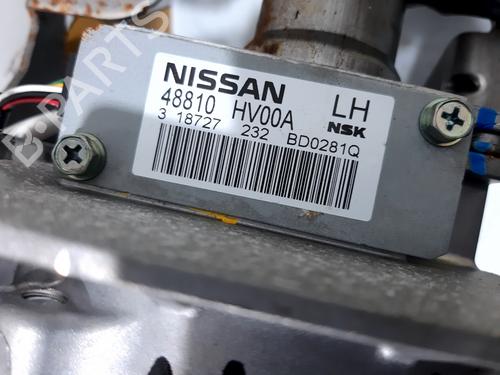 NISSAN
48810 HV00A LH
NSK
3 18727 232 BD0281Q
B-PARTS